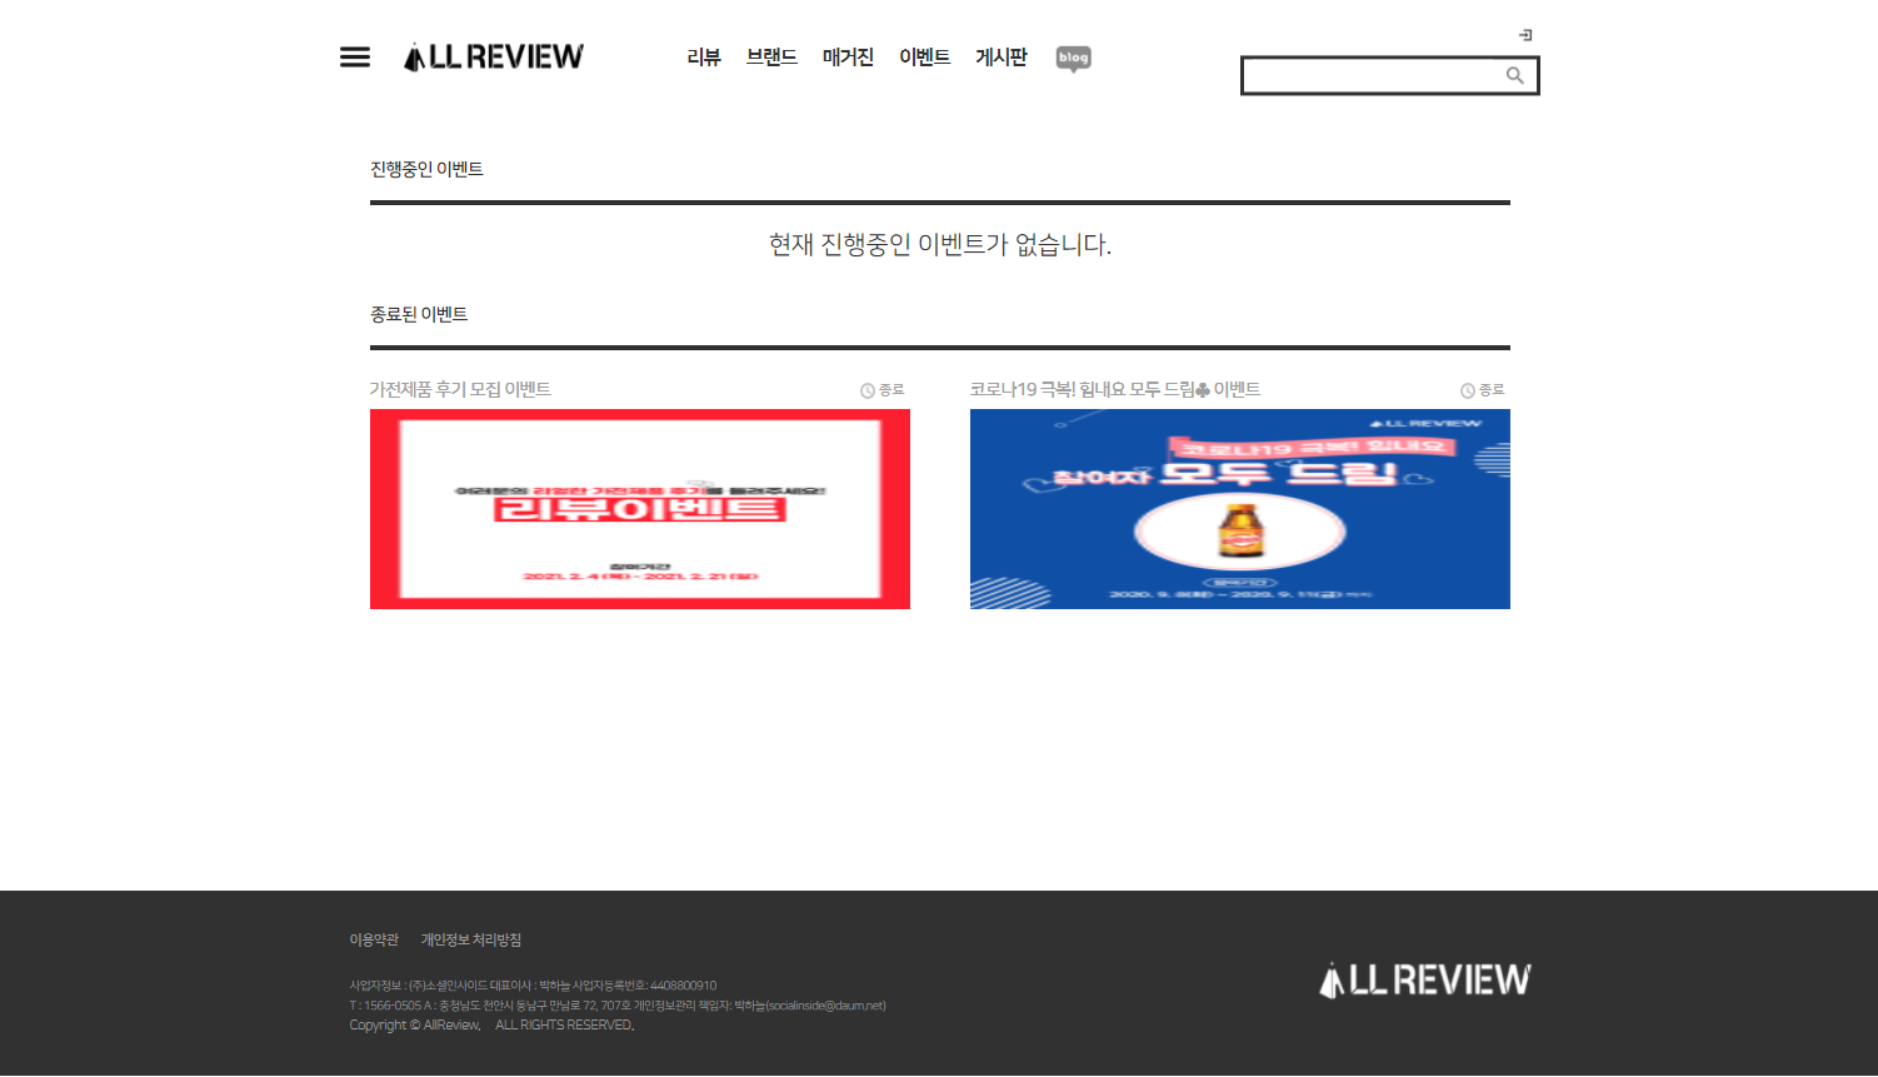 ALL REVIEW
리뷰 브랜드 매거진 이벤트 게시판 blog
진행중인 이벤트
현재 진행중인 이벤트가 없습니다.
종료된 이벤트
가전제품 후기 모집 이벤트 종료
여러분의 리얼한 가전제품 후기를 들려주세요!
리뷰이벤트
참여기간
2021. 2. 4 (목) - 2021. 2. 21 (일)
코로나19 극복! 힘내요 모두 드림♣ 이벤트 종료
ALL REVIEW
코로나19 극복! 힘내요
참여자 모두 드림
참여기간
2020. 9. 8(화) - 2020. 9. 11(금) 까지
이용약관 개인정보 처리방침
사업자정보 : (주)소셜인사이드 대표이사 : 박하늘 사업자등록번호: 4408800910
T : 1566-0505 A : 충청남도 천안시 동남구 만남로 72, 707호 개인정보관리 책임자: 박하늘(socialinside@daum.net)
Copyright © AllReview. ALL RIGHTS RESERVED.
ALL REVIEW